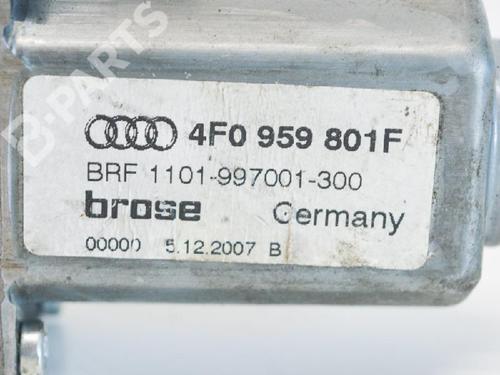 B-PARTS
4F0 959 801F
BRF 1101-997001-300
brose Germany
00000 5.12.2007 B